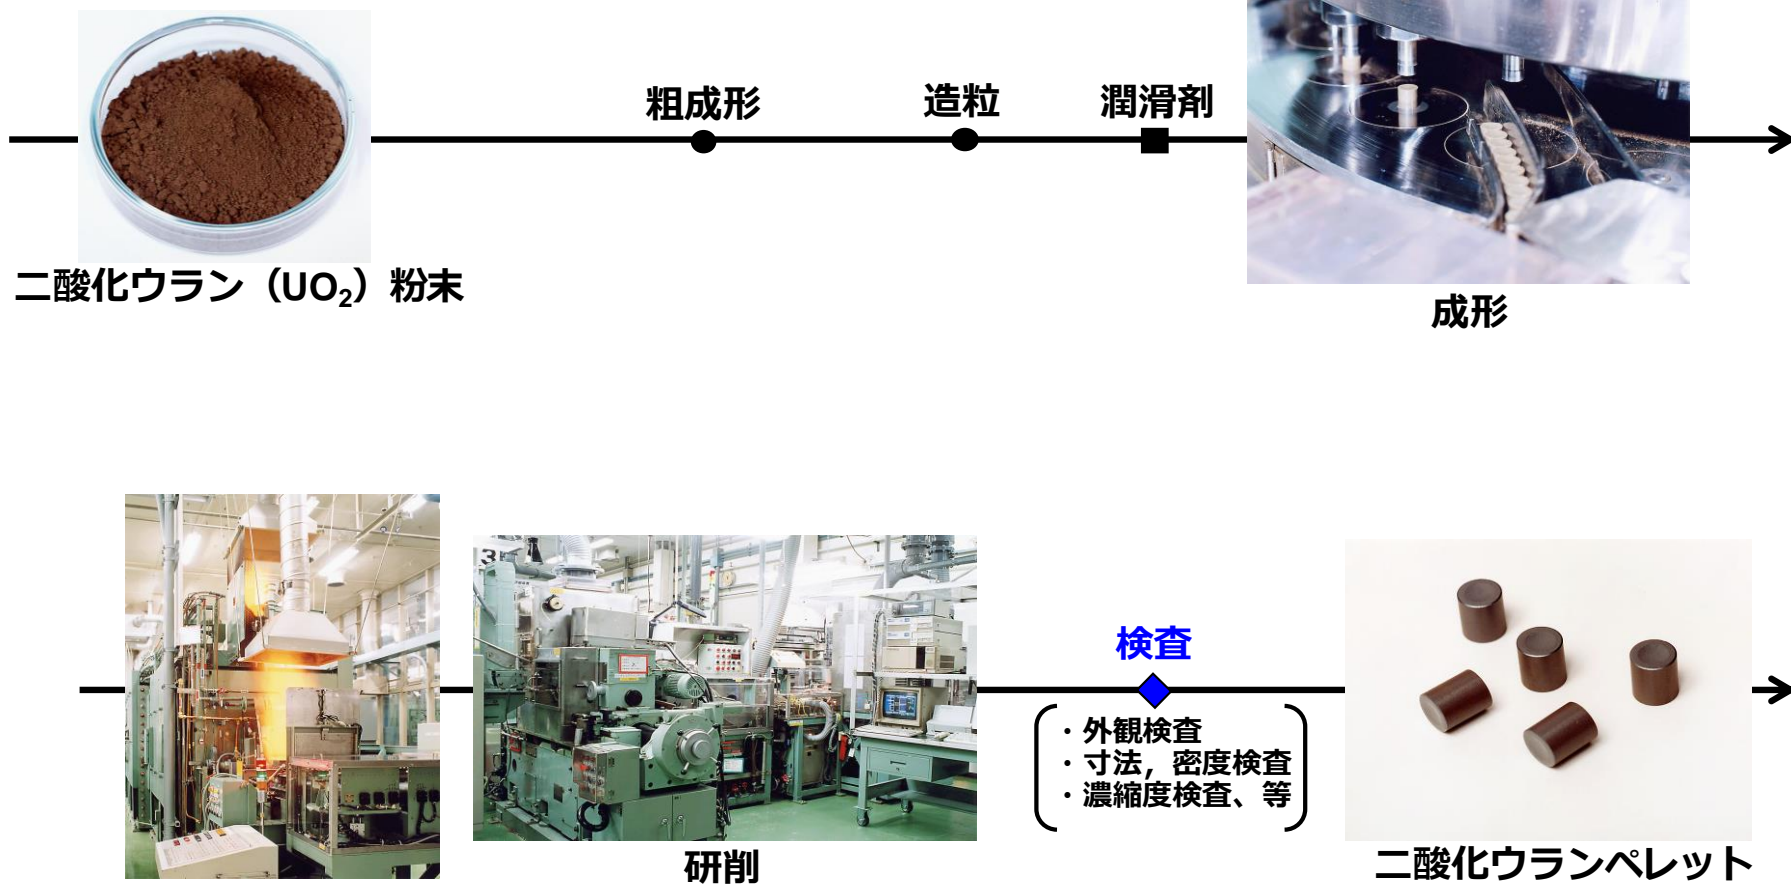 粗成形
造粒
潤滑剤
二酸化ウラン（UO₂）粉末
成形
3
検査
・外観検査
・寸法，密度検査
・濃縮度検査、等
研削
二酸化ウランペレット